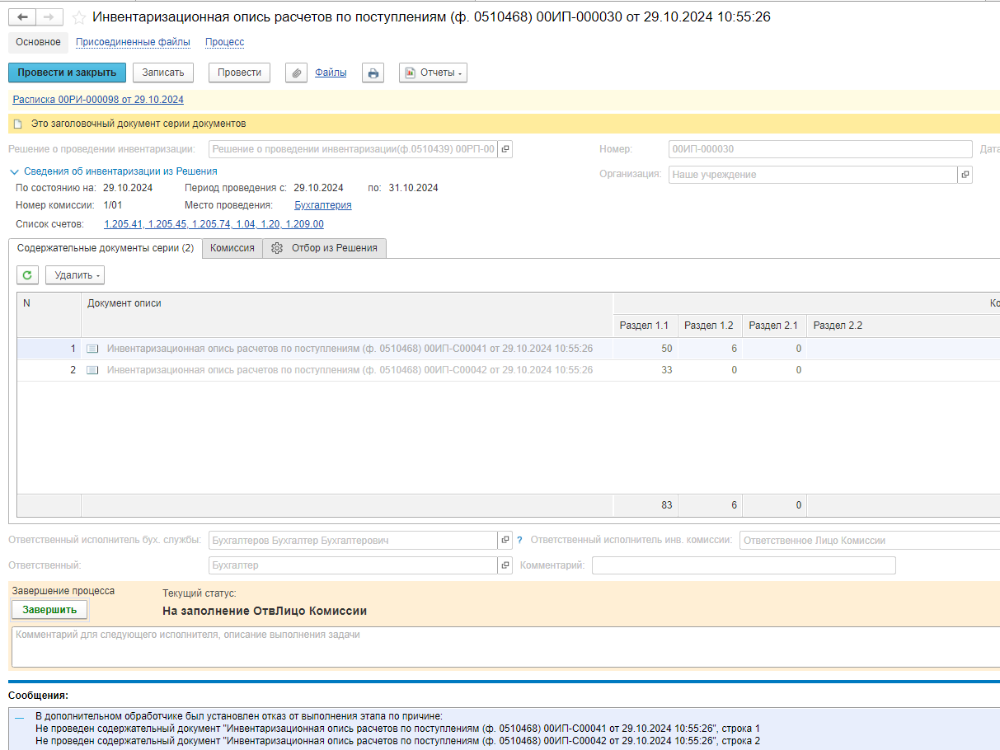 Инвентаризационная опись расчетов по поступлениям (ф. 0510468) 00ИП-000030 от 29.10.2024 10:55:26
Основное Присоединенные файлы Процесс
Провести и закрыть Записать Провести Файлы Отчеты
Расписка 00РИ-000098 от 29.10.2024
Это заголовочный документ серии документов
Решение о проведении инвентаризации: Решение о проведении инвентаризации(ф.0510439) 00РП-00 Номер: 00ИП-000030 Дата
Сведения об инвентаризации из Решения Организация: Наше учреждение
По состоянию на: 29.10.2024 Период проведения с: 29.10.2024 по: 31.10.2024
Номер комиссии: 1/01 Место проведения: Бухгалтерия
Список счетов: 1.205.41, 1.205.45, 1.205.74, 1.04, 1.20, 1.209.00
Содержательные документы серии (2) Комиссия Отбор из Решения
Удалить
N Документ описи Ко
Раздел 1.1 Раздел 1.2 Раздел 2.1 Раздел 2.2
1 Инвентаризационная опись расчетов по поступлениям (ф. 0510468) 00ИП-С00041 от 29.10.2024 10:55:26 50 6 0
2 Инвентаризационная опись расчетов по поступлениям (ф. 0510468) 00ИП-С00042 от 29.10.2024 10:55:26 33 0 0
83 6 0
Ответственный исполнитель бух. службы: Бухгалтеров Бухгалтер Бухгалтерович ? Ответственный исполнитель инв. комиссии: Ответственное Лицо Комиссии
Ответственный: Бухгалтер Комментарий:
Завершение процесса Текущий статус:
Завершить На заполнение ОтвЛицо Комиссии
Комментарий для следующего исполнителя, описание выполнения задачи
Сообщения:
— В дополнительном обработчике был установлен отказ от выполнения этапа по причине:
Не проведен содержательный документ "Инвентаризационная опись расчетов по поступлениям (ф. 0510468) 00ИП-С00041 от 29.10.2024 10:55:26", строка 1
Не проведен содержательный документ "Инвентаризационная опись расчетов по поступлениям (ф. 0510468) 00ИП-С00042 от 29.10.2024 10:55:26", строка 2